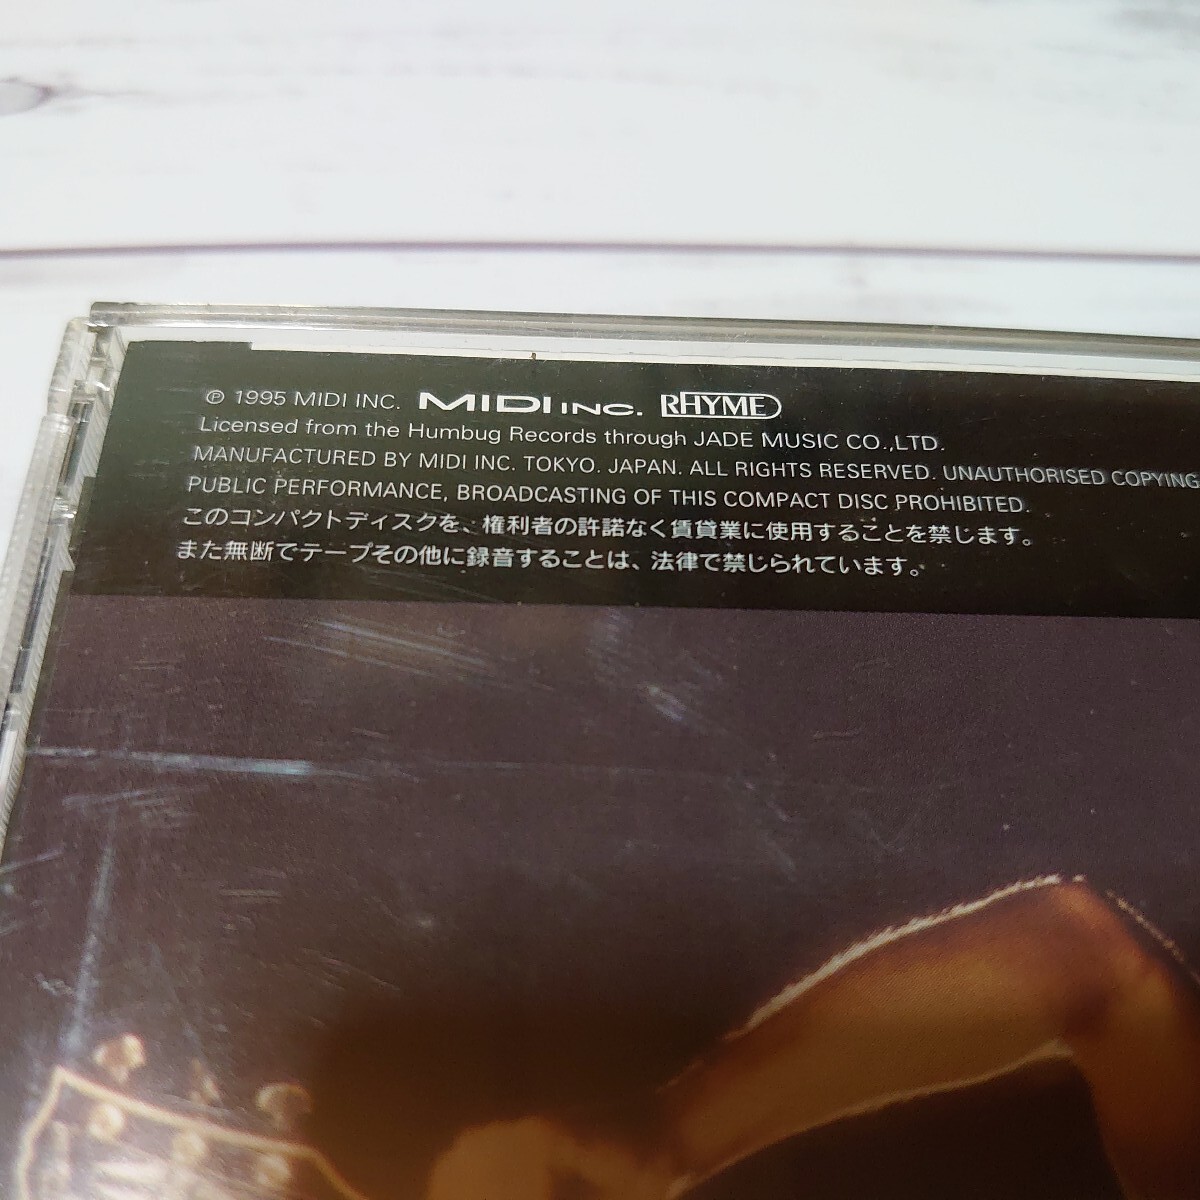 ℗ 1995 MIDI INC. MIDI INC. RHYME
Licensed from the Humbug Records through JADE MUSIC CO.,LTD.
MANUFACTURED BY MIDI INC. TOKYO. JAPAN. ALL RIGHTS RESERVED. UNAUTHORISED COPYING
PUBLIC PERFORMANCE, BROADCASTING OF THIS COMPACT DISC PROHIBITED.
このコンパクトディスクを、権利者の許諾なく賃貸業に使用することを禁じます。
また無断でテープその他に録音することは、法律で禁じられています。